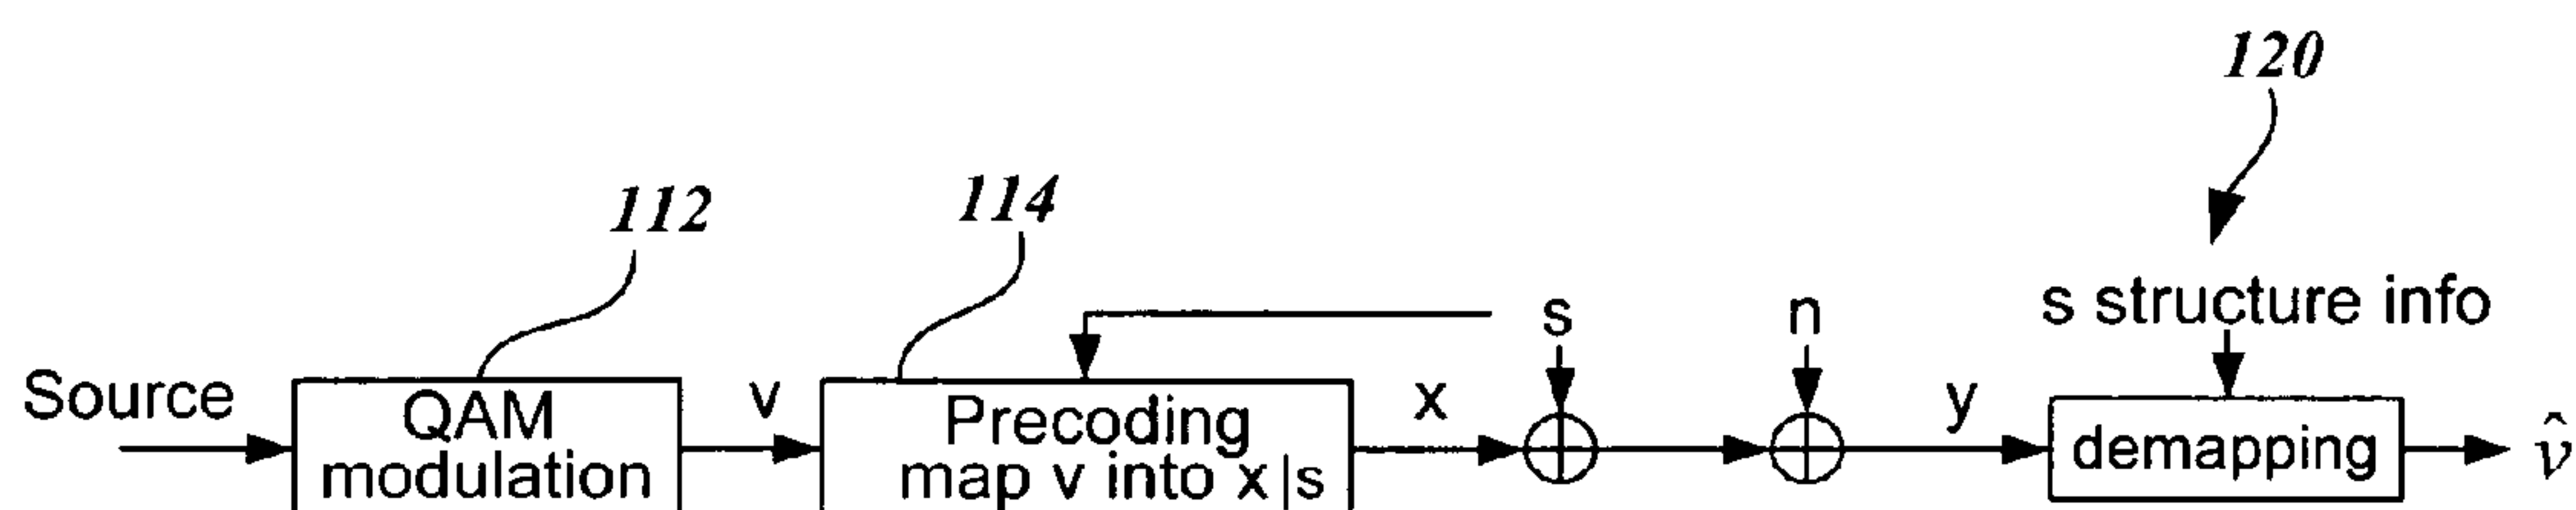 120
112
114
s
n
s structure info
Source
QAM
modulation
v
Precoding
map v into x|s
x
y
demapping
v̂